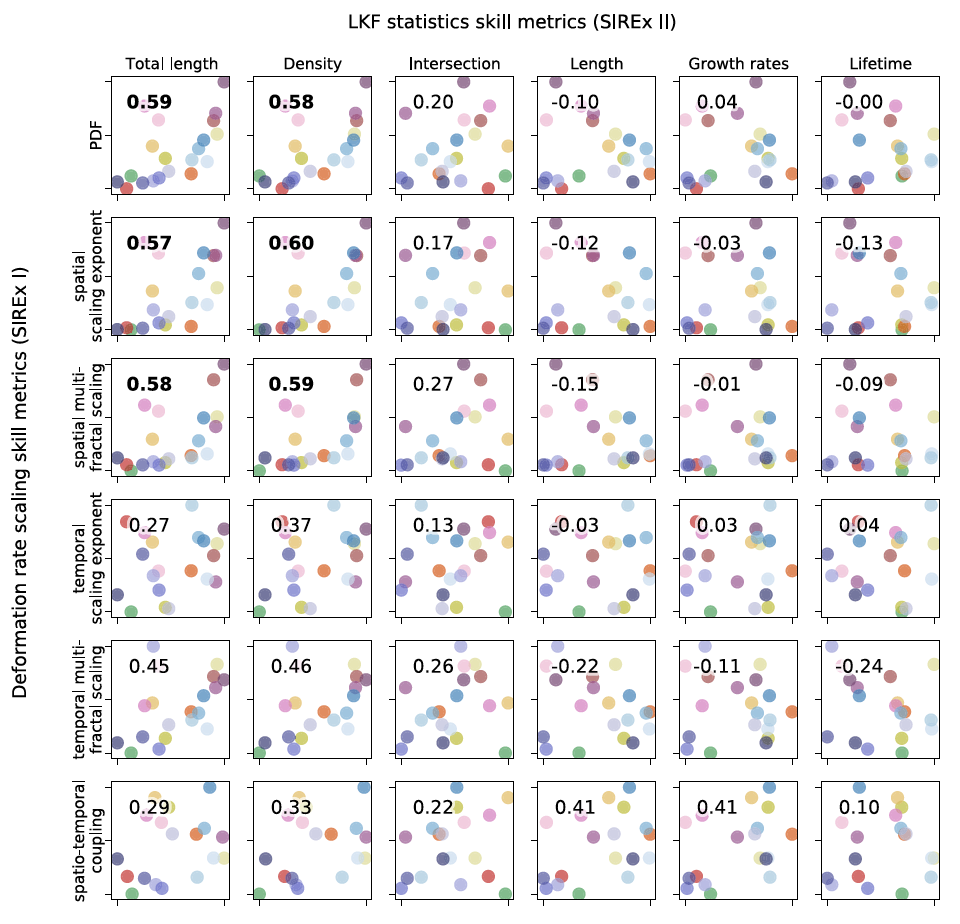 LKF statistics skill metrics (SIREx II)
Total length Density Intersection Length Growth rates Lifetime
Deformation rate scaling skill metrics (SIREx I)
PDF
0.59 0.58 0.20 -0.10 0.04 -0.00
spatial
scaling exponent
0.57 0.60 0.17 -0.12 -0.03 -0.13
spatial multi-
fractal scaling
0.58 0.59 0.27 -0.15 -0.01 -0.09
temporal
scaling exponent
0.27 0.37 0.13 -0.03 0.03 0.04
temporal multi-
fractal scaling
0.45 0.46 0.26 -0.22 -0.11 -0.24
spatio-temporal
coupling
0.29 0.33 0.22 0.41 0.41 0.10